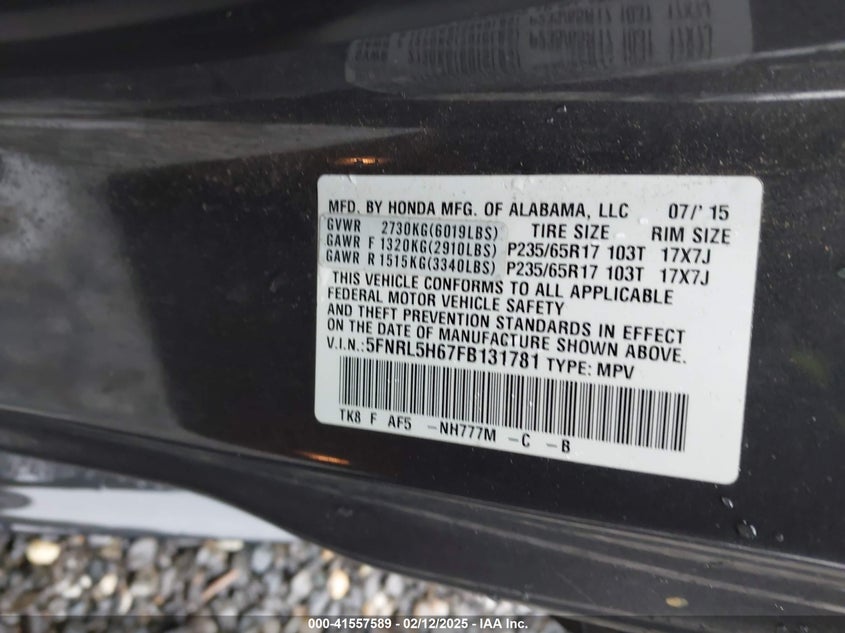 MFD. BY HONDA MFG. OF ALABAMA, LLC 07/' 15
GVWR 2730KG(6019LBS) TIRE SIZE RIM SIZE
GAWR F 1320KG(2910LBS) P235/65R17 103T 17X7J
GAWR R 1515KG(3340LBS) P235/65R17 103T 17X7J
THIS VEHICLE CONFORMS TO ALL APPLICABLE
FEDERAL MOTOR VEHICLE SAFETY
AND THEFT PREVENTION STANDARDS IN EFFECT
ON THE DATE OF MANUFACTURE SHOWN ABOVE.
V.I.N.:5FNRL5H67FB131781 TYPE: MPV
TK8 F AF5 -NH777M -C -B
000-41557589 - 02/12/2025 - IAA Inc.